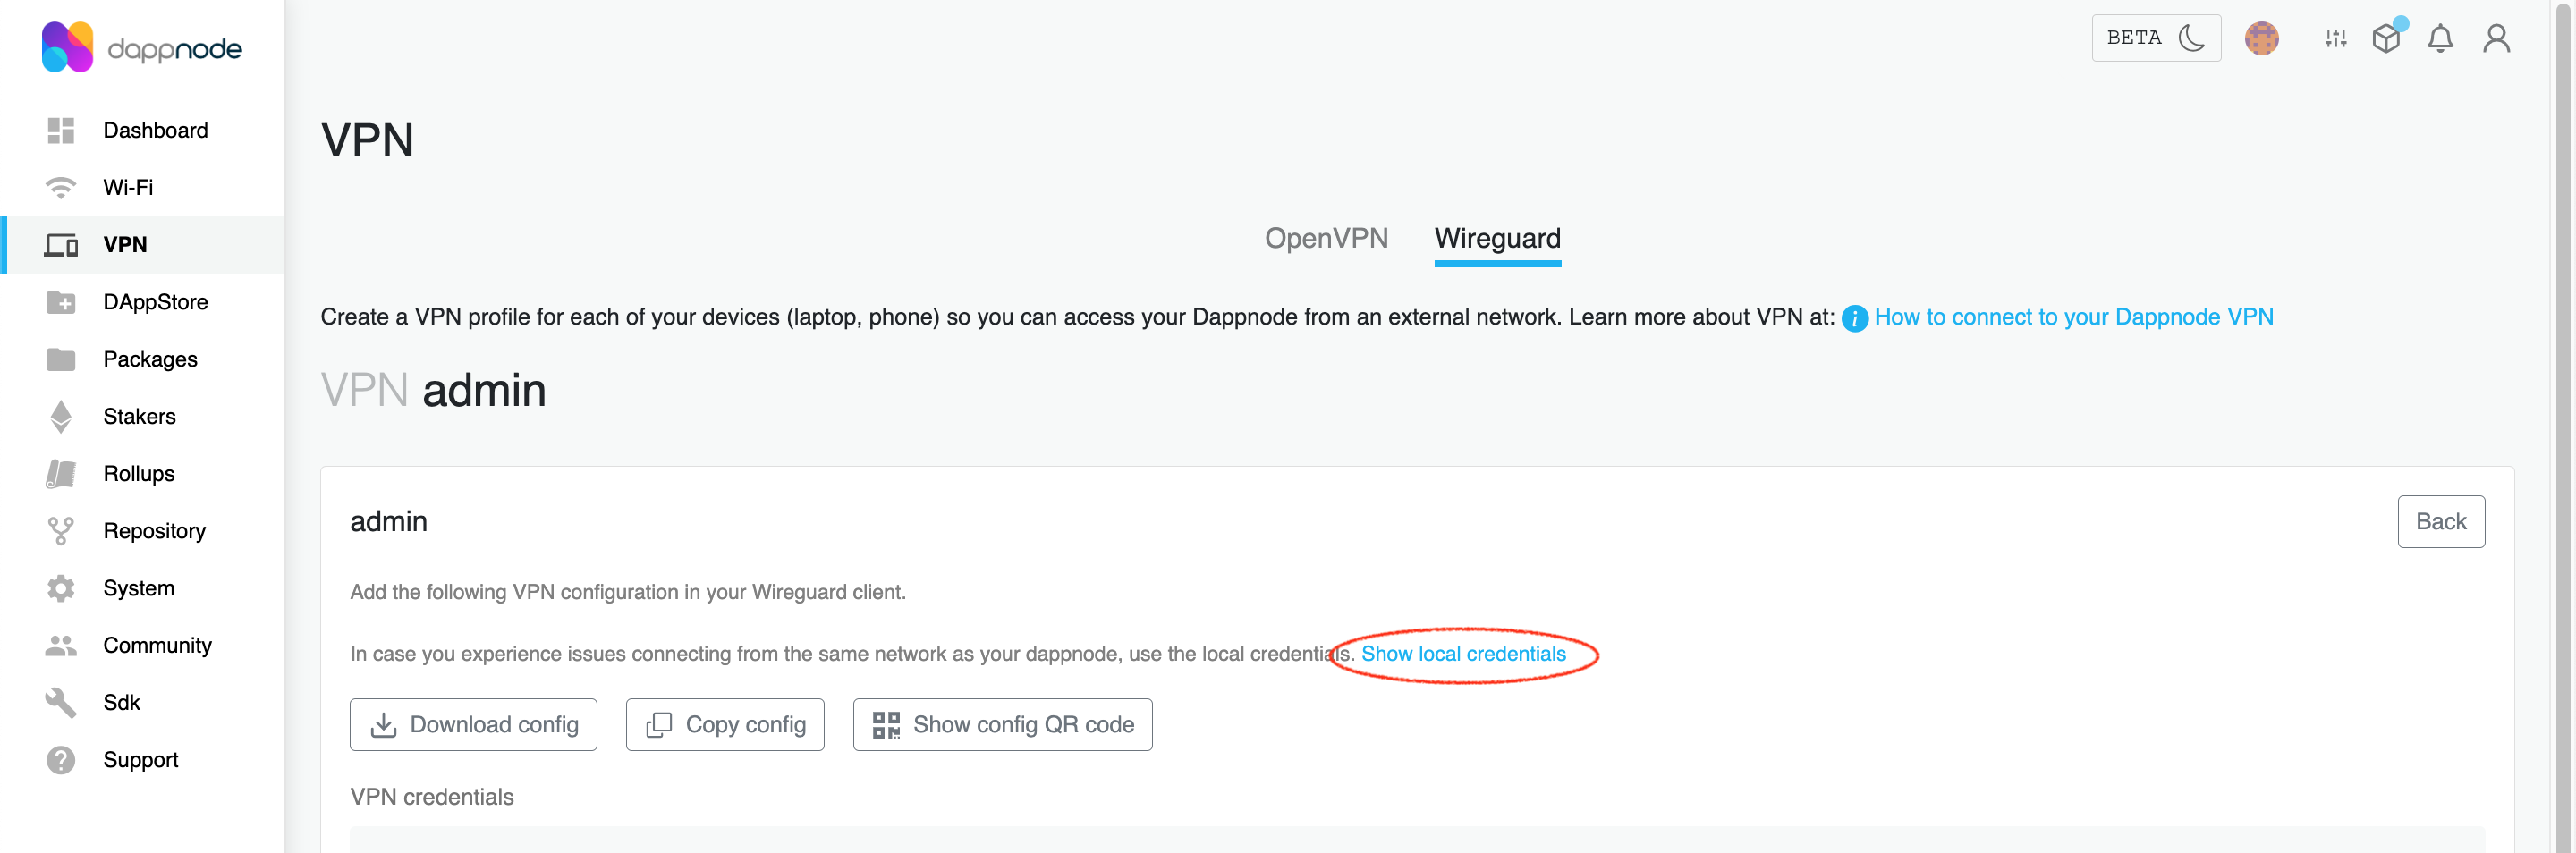 dappnode
BETA
Dashboard
Wi-Fi
VPN
DAppStore
Packages
Stakers
Rollups
Repository
System
Community
Sdk
Support
VPN
OpenVPN Wireguard
Create a VPN profile for each of your devices (laptop, phone) so you can access your Dappnode from an external network. Learn more about VPN at: How to connect to your Dappnode VPN
VPN admin
admin
Back
Add the following VPN configuration in your Wireguard client.
In case you experience issues connecting from the same network as your dappnode, use the local credentials. Show local credentials
Download config Copy config Show config QR code
VPN credentials